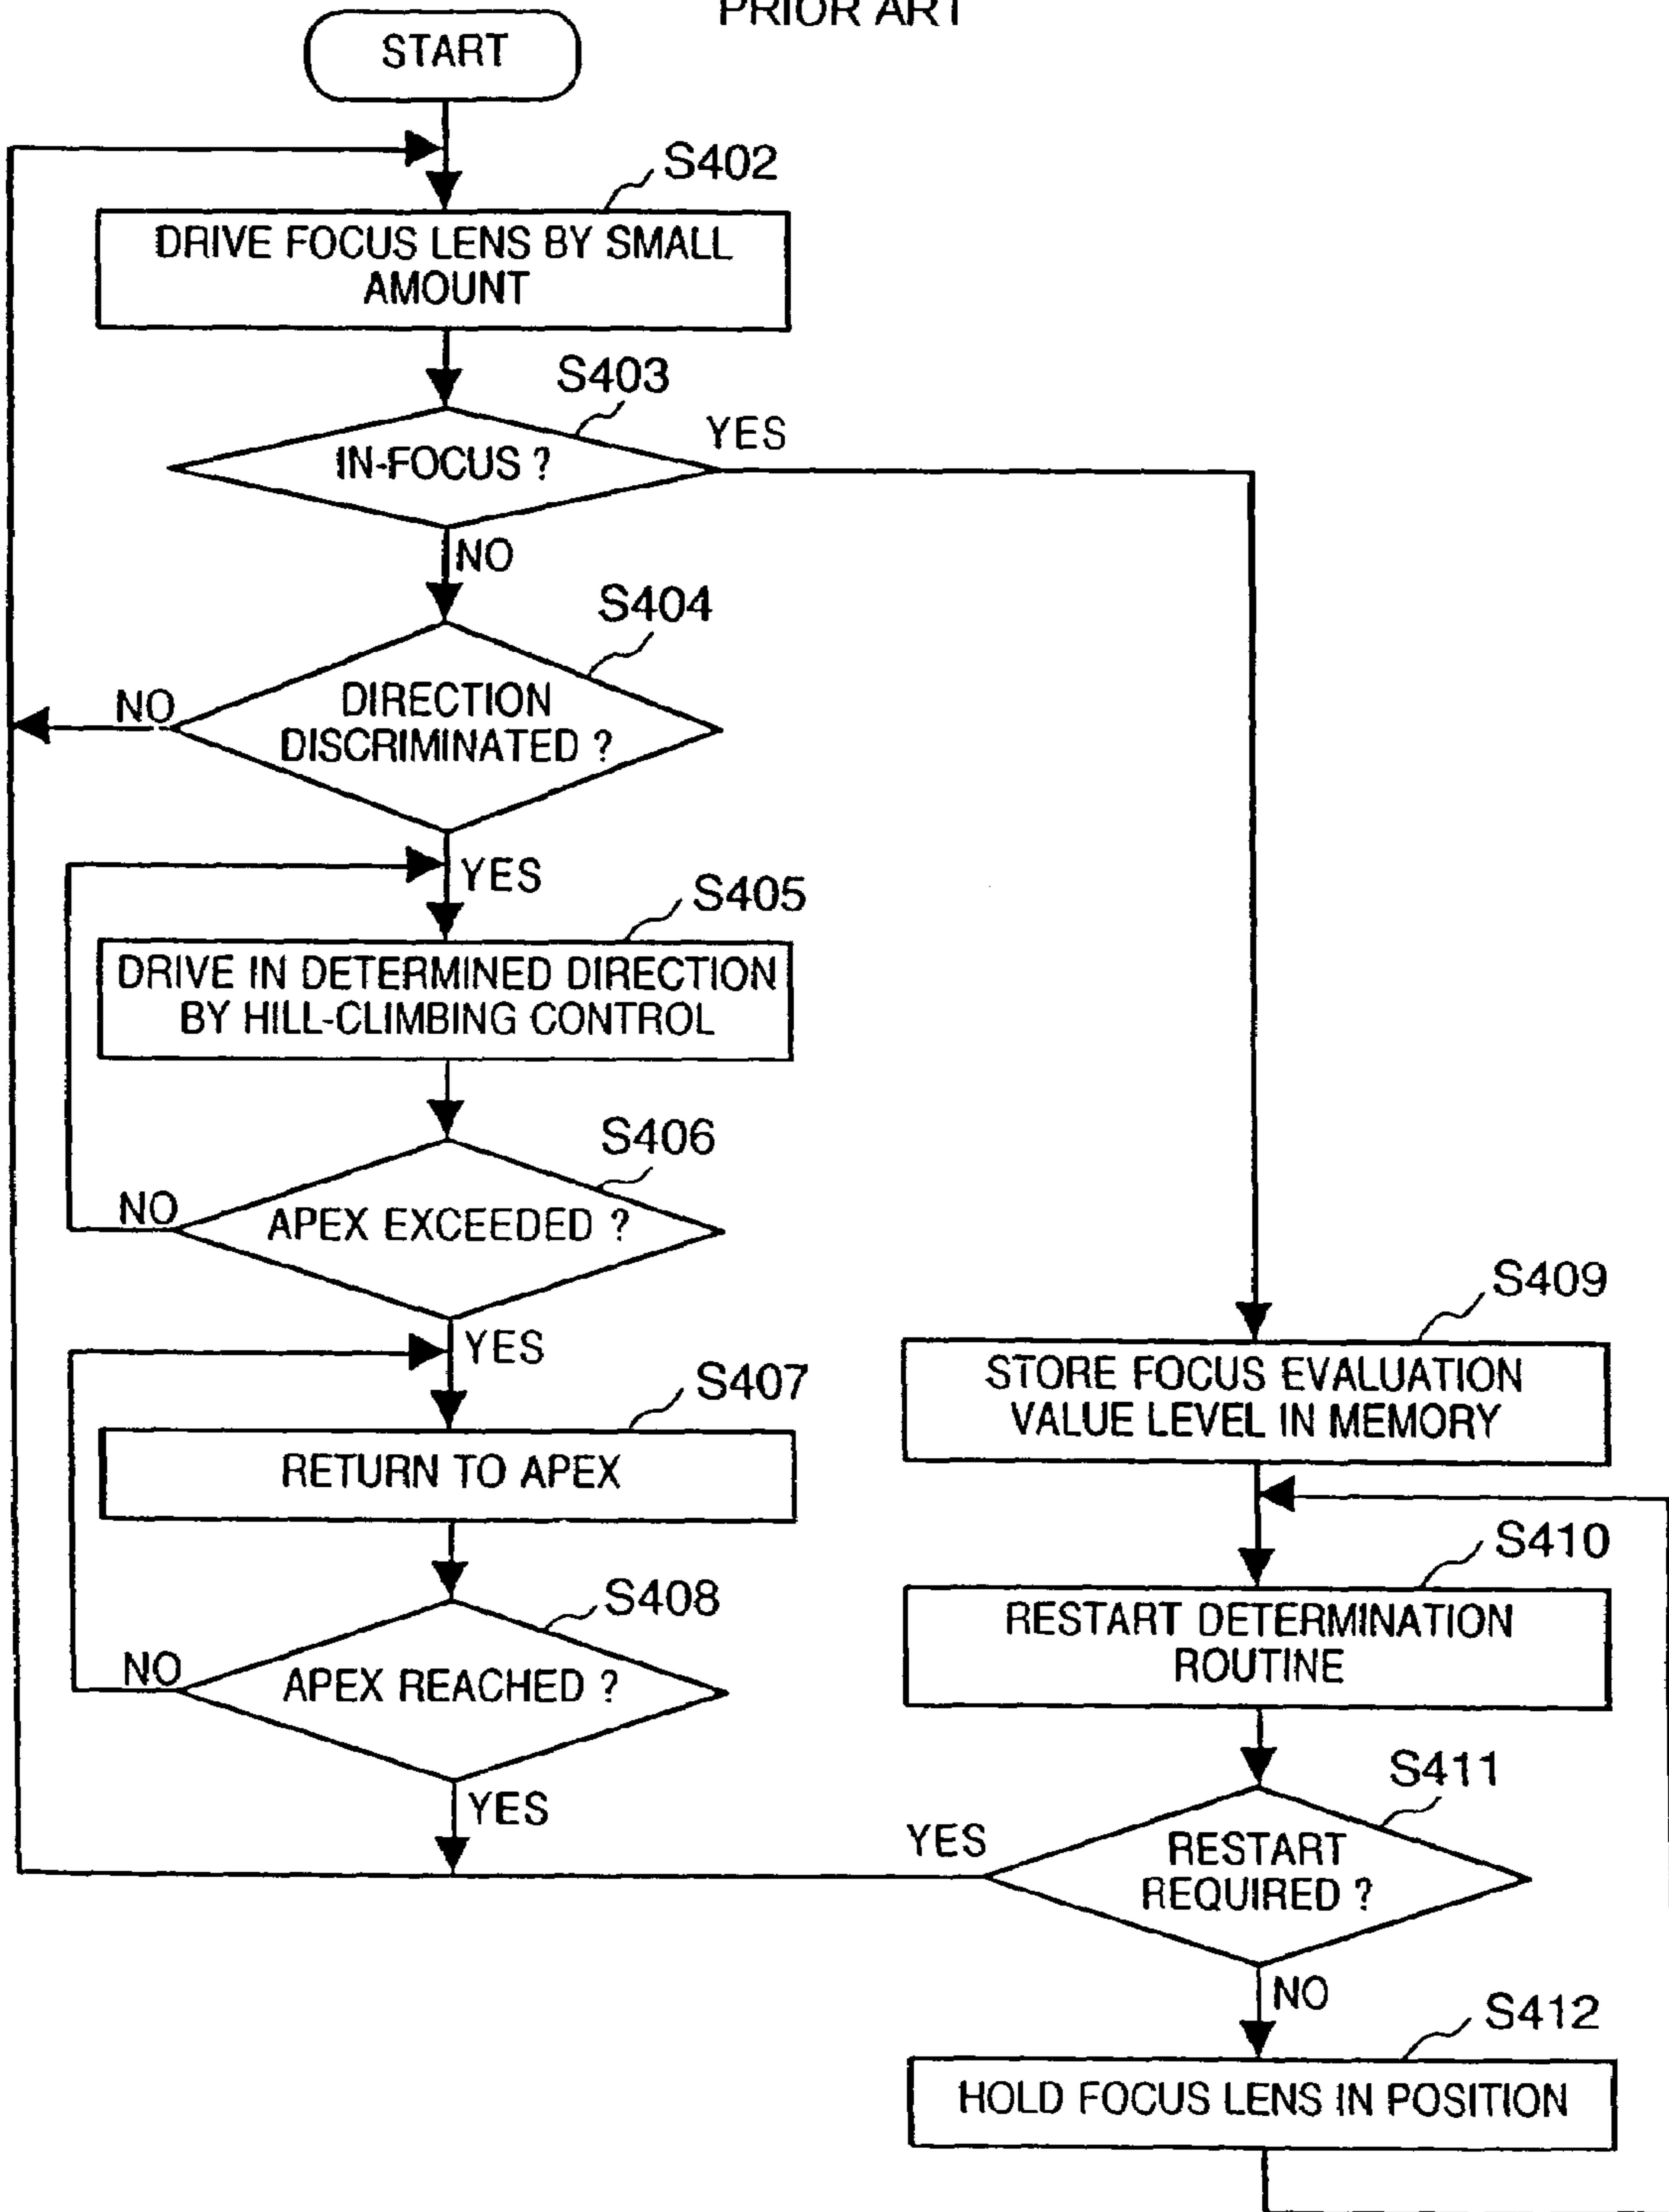 PRIOR ART
START
S402
DRIVE FOCUS LENS BY SMALL
AMOUNT
S403
IN-FOCUS ?
YES
NO
S404
DIRECTION
DISCRIMINATED ?
NO
YES
S405
DRIVE IN DETERMINED DIRECTION
BY HILL-CLIMBING CONTROL
S406
APEX EXCEEDED ?
NO
YES
S407
RETURN TO APEX
S408
APEX REACHED ?
NO
YES
S409
STORE FOCUS EVALUATION
VALUE LEVEL IN MEMORY
S410
RESTART DETERMINATION
ROUTINE
S411
RESTART
REQUIRED ?
YES
NO
S412
HOLD FOCUS LENS IN POSITION